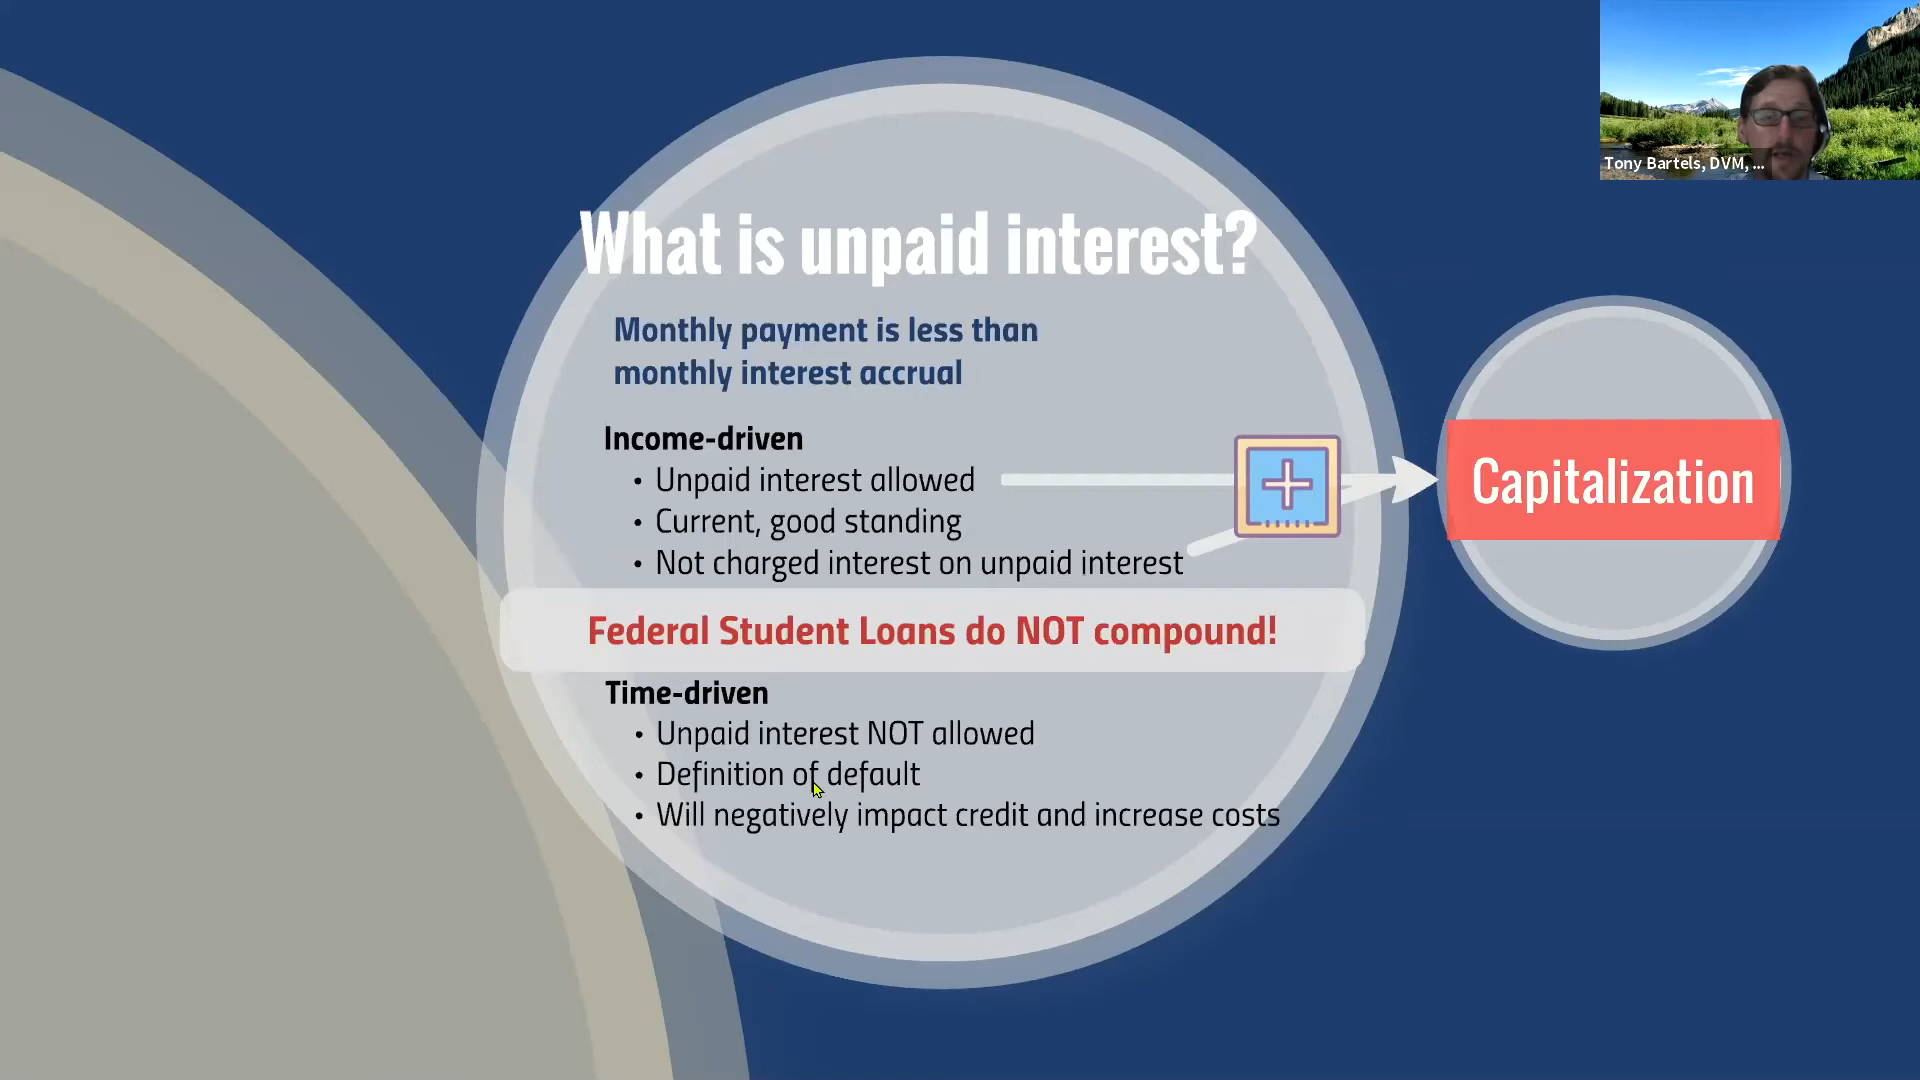 Tony Bartels, DVM, ...
What is unpaid interest?
Monthly payment is less than
monthly interest accrual
Income-driven
• Unpaid interest allowed
• Current, good standing
• Not charged interest on unpaid interest
Capitalization
Federal Student Loans do NOT compound!
Time-driven
• Unpaid interest NOT allowed
• Definition of default
• Will negatively impact credit and increase costs